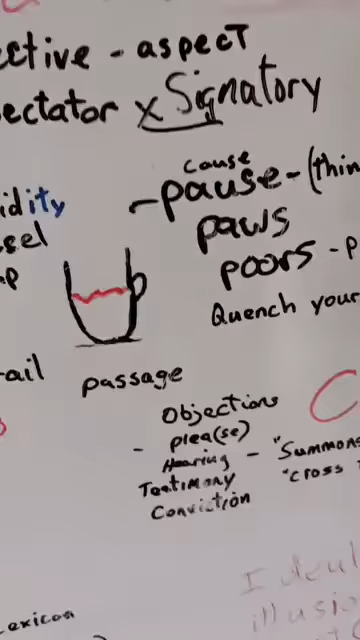 ective - aspect
ectator x Signatory
cause
idity
pause - (thin
sel
paws
p
poors - p
Quench your
ail
passage
Objections
- plea(se)
Hearing - "Summons
Testimony "cross
Conviction
C
I
illusio
exicon